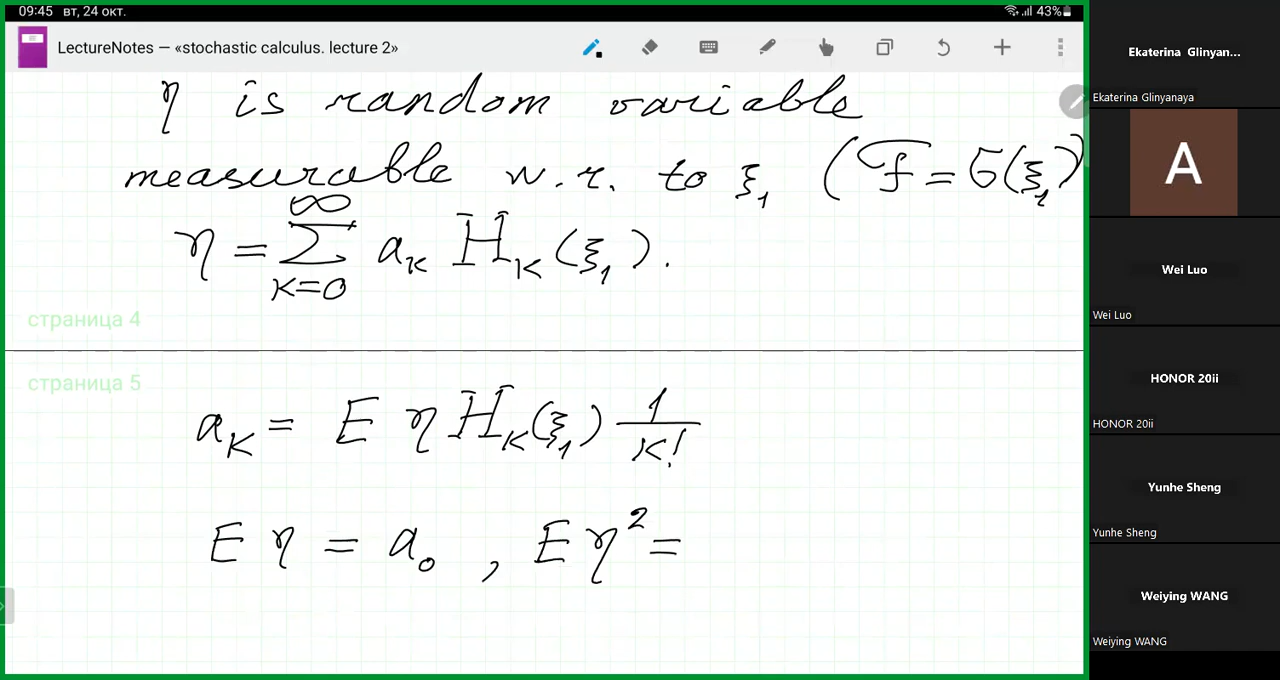 09:45 вт, 24 окт. 43%
LectureNotes — «stochastic calculus. lecture 2»
η is random variable
measurable w.r. to ξ₁ (ℱ = σ(ξ₁)
η = ∑_{k=0}^{∞} a_k H_k(ξ₁).
страница 4
страница 5
a_k = E η H_k(ξ₁) 1/k!
E η = a₀, E η² =
Ekaterina Glinyan...
Ekaterina Glinyanaya
A
Wei Luo
Wei Luo
HONOR 20ii
HONOR 20ii
Yunhe Sheng
Yunhe Sheng
Weiying WANG
Weiying WANG